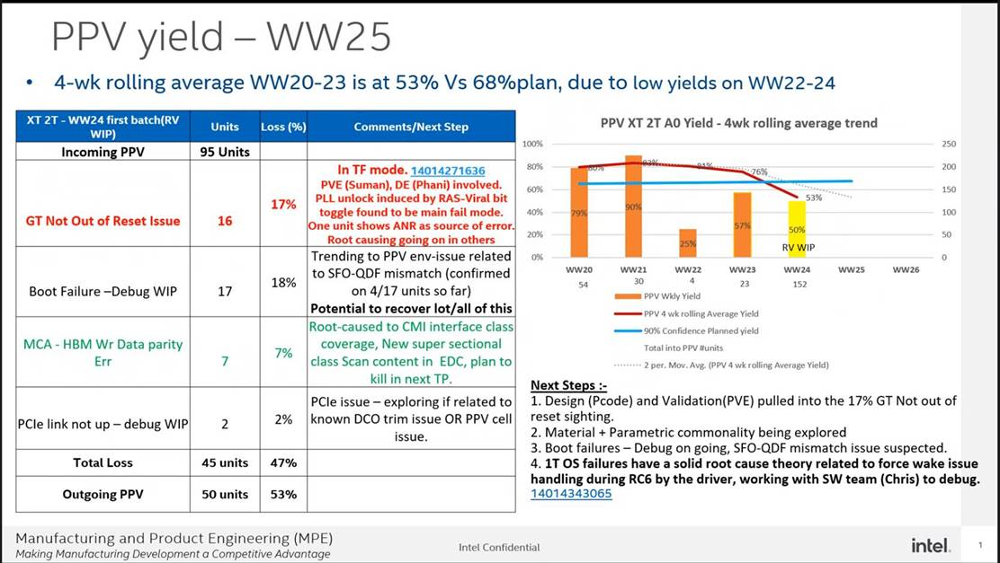 PPV yield – WW25
• 4-wk rolling average WW20-23 is at 53% Vs 68%plan, due to low yields on WW22-24
XT 2T - WW24 first batch(RV
WIP)
Units
Loss (%)
Comments/Next Step
Incoming PPV
95 Units
GT Not Out of Reset Issue
16
17%
In TF mode. 14014271636
PVE (Suman), DE (Phani) involved.
PLL unlock induced by RAS-Viral bit
toggle found to be main fail mode.
One unit shows ANR as source of error.
Root causing going on in others
Boot Failure –Debug WIP
17
18%
Trending to PPV env-issue related
to SFO-QDF mismatch (confirmed
on 4/17 units so far)
Potential to recover lot/all of this
MCA - HBM Wr Data parity
Err
7
7%
Root-caused to CMI interface class
coverage, New super sectional
class Scan content in EDC, plan to
kill in next TP.
PCIe link not up – debug WIP
2
2%
PCIe issue – exploring if related to
known DCO trim issue OR PPV cell
issue.
Total Loss
45 units
47%
Outgoing PPV
50 units
53%
PPV XT 2T A0 Yield - 4wk rolling average trend
100%
80%
60%
40%
20%
0%
250
200
150
100
50
0
80%
83%
81%
76%
53%
79%
90%
25%
57%
50%
RV WIP
WW20
WW21
WW22
WW23
WW24
WW25
WW26
54
30
4
23
152
PPV Wkly Yield
PPV 4 wk rolling Average Yield
90% Confidence Planned yield
Total into PPV #units
2 per. Mov. Avg. (PPV 4 wk rolling Average Yield)
Next Steps :-
1. Design (Pcode) and Validation(PVE) pulled into the 17% GT Not out of
reset sighting.
2. Material + Parametric commonality being explored
3. Boot failures – Debug on going, SFO-QDF mismatch issue suspected.
4. 1T OS failures have a solid root cause theory related to force wake issue
handling during RC6 by the driver, working with SW team (Chris) to debug.
14014343065
Manufacturing and Product Engineering (MPE)
Making Manufacturing Development a Competitive Advantage
Intel Confidential
intel.
1